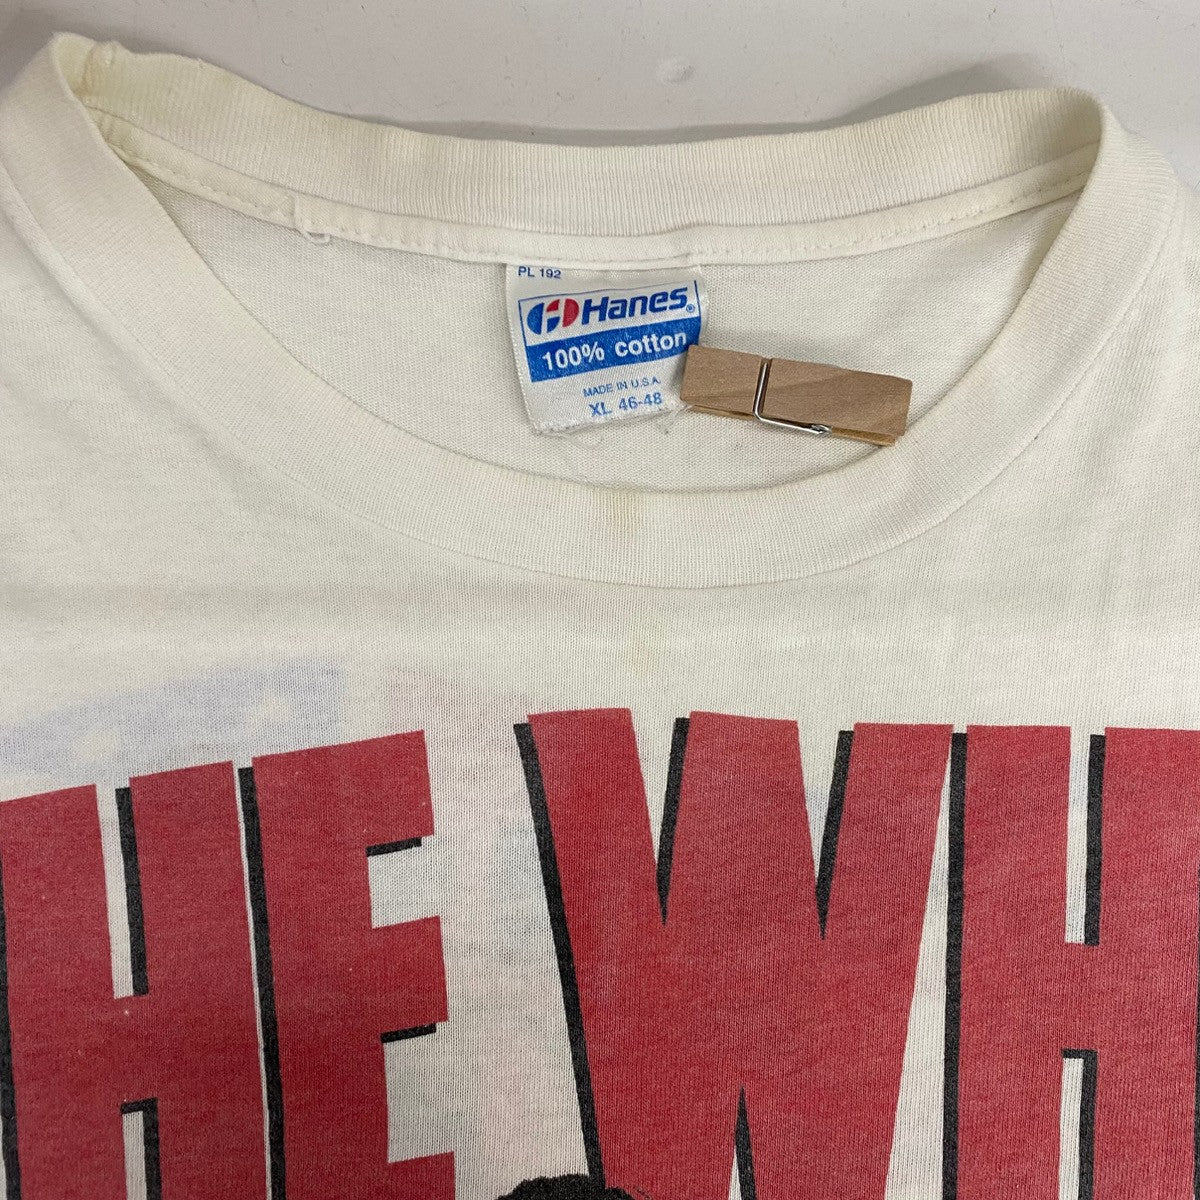 PL 192
Hanes®
100% cotton
MADE IN U.S.A.
XL 46-48
HE WH